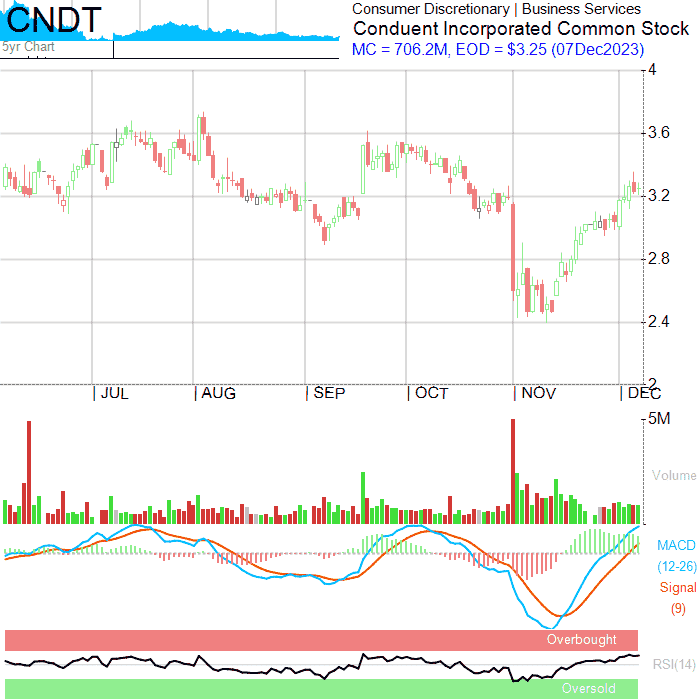 CNDT
5yr Chart
Consumer Discretionary | Business Services
Conduent Incorporated Common Stock
MC = 706.2M, EOD = $3.25 (07Dec2023)
4
3.6
3.2
2.8
2.4
2
| JUL | AUG | SEP | OCT | NOV | DEC
5M
Volume
MACD
(12-26)
Signal
(9)
Overbought
RSI(14)
Oversold